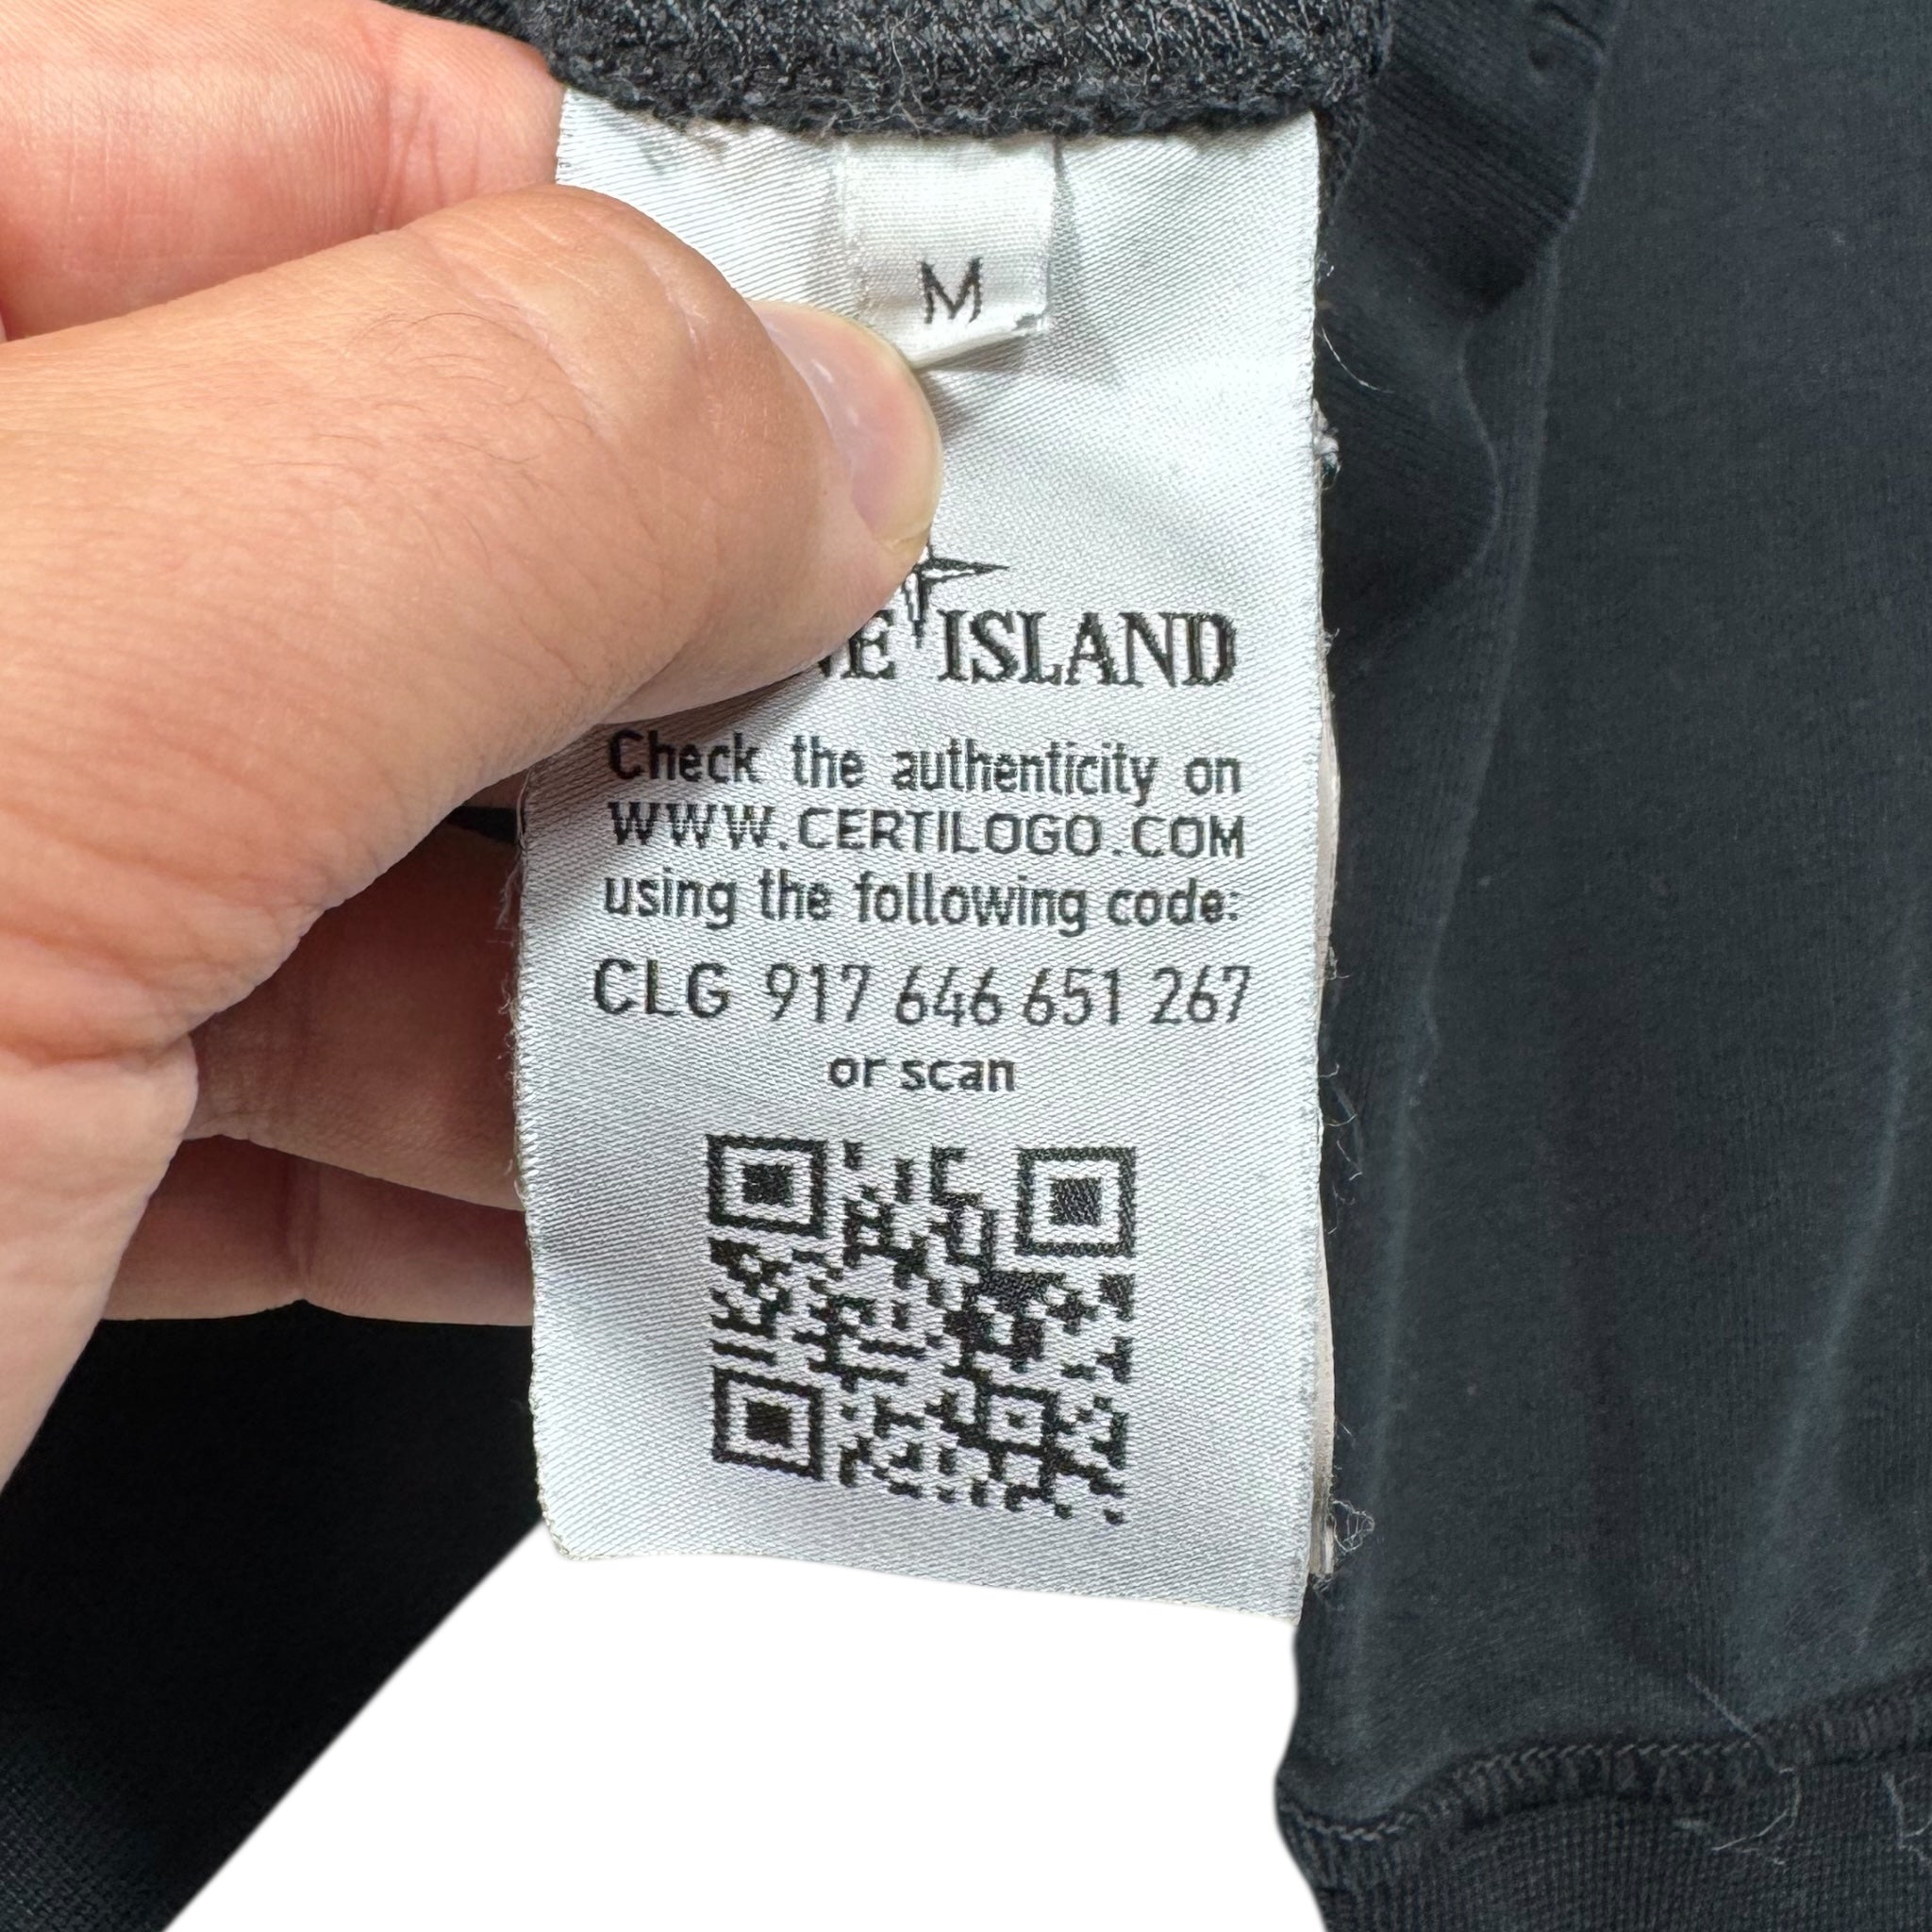 M
ISLAND
Check the authenticity on
WWW.CERTILOGO.COM
using the following code:
CLG 917 646 651 267
or scan